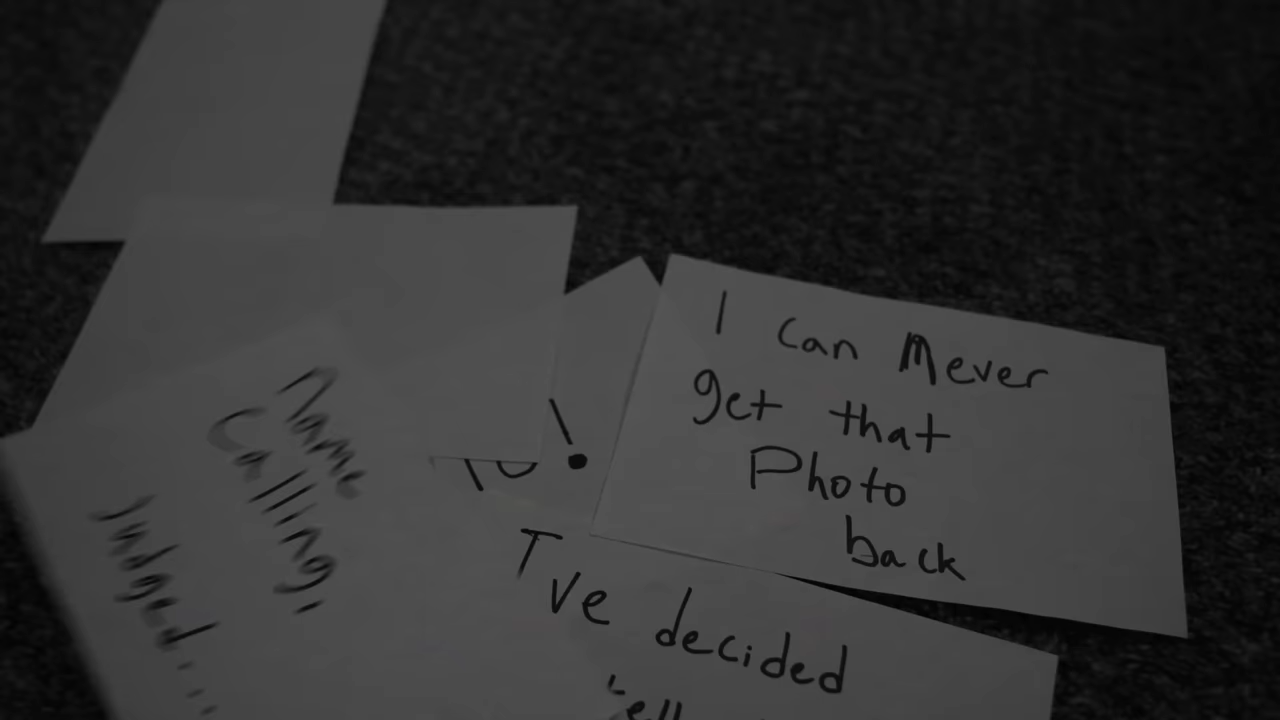 I can Never
get that
Photo
back
I've decided
Name
Calling,
Judged...